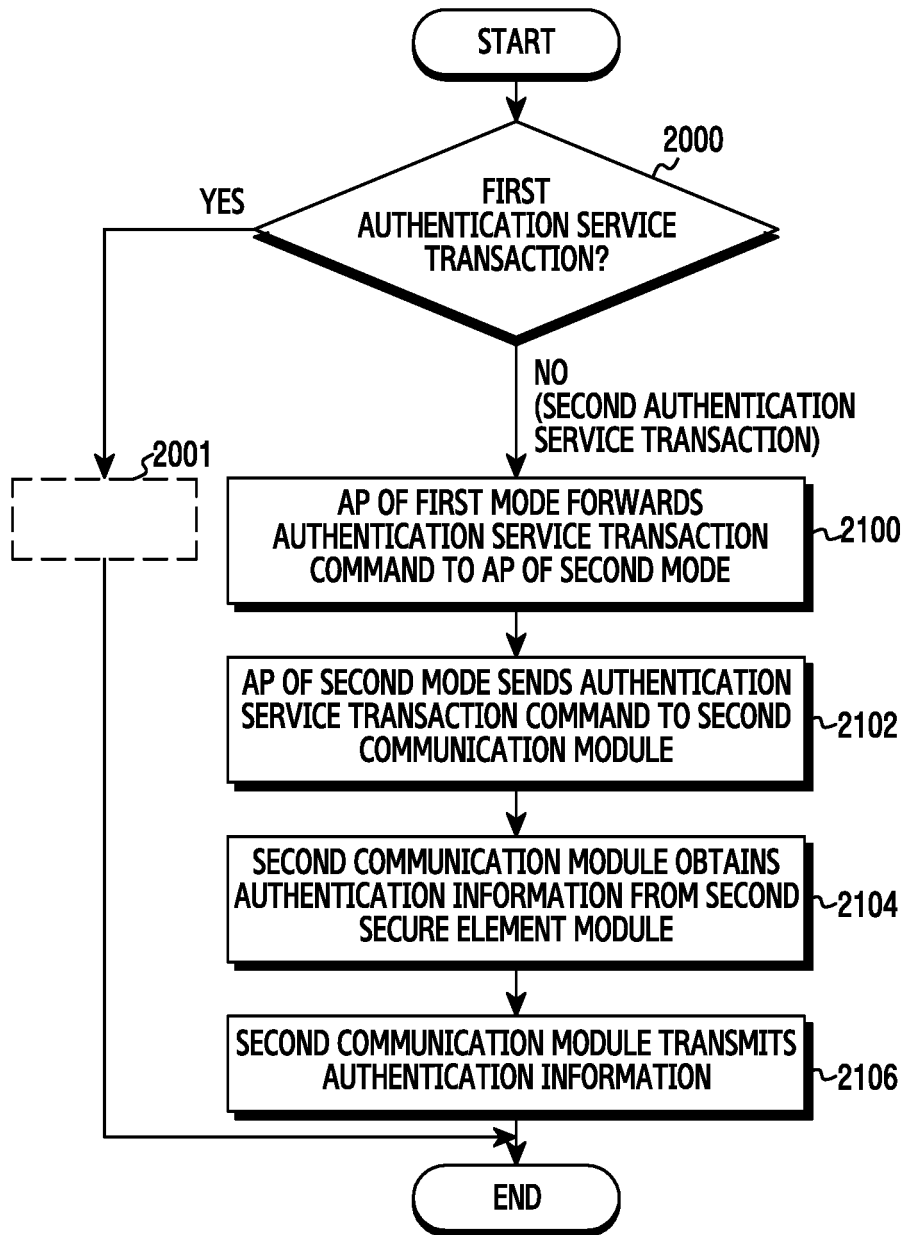 START
2000
YES
FIRST
AUTHENTICATION SERVICE
TRANSACTION?
NO
(SECOND AUTHENTICATION
SERVICE TRANSACTION)
2001
AP OF FIRST MODE FORWARDS
AUTHENTICATION SERVICE TRANSACTION
COMMAND TO AP OF SECOND MODE
2100
AP OF SECOND MODE SENDS AUTHENTICATION
SERVICE TRANSACTION COMMAND TO SECOND
COMMUNICATION MODULE
2102
SECOND COMMUNICATION MODULE OBTAINS
AUTHENTICATION INFORMATION FROM SECOND
SECURE ELEMENT MODULE
2104
SECOND COMMUNICATION MODULE TRANSMITS
AUTHENTICATION INFORMATION
2106
END